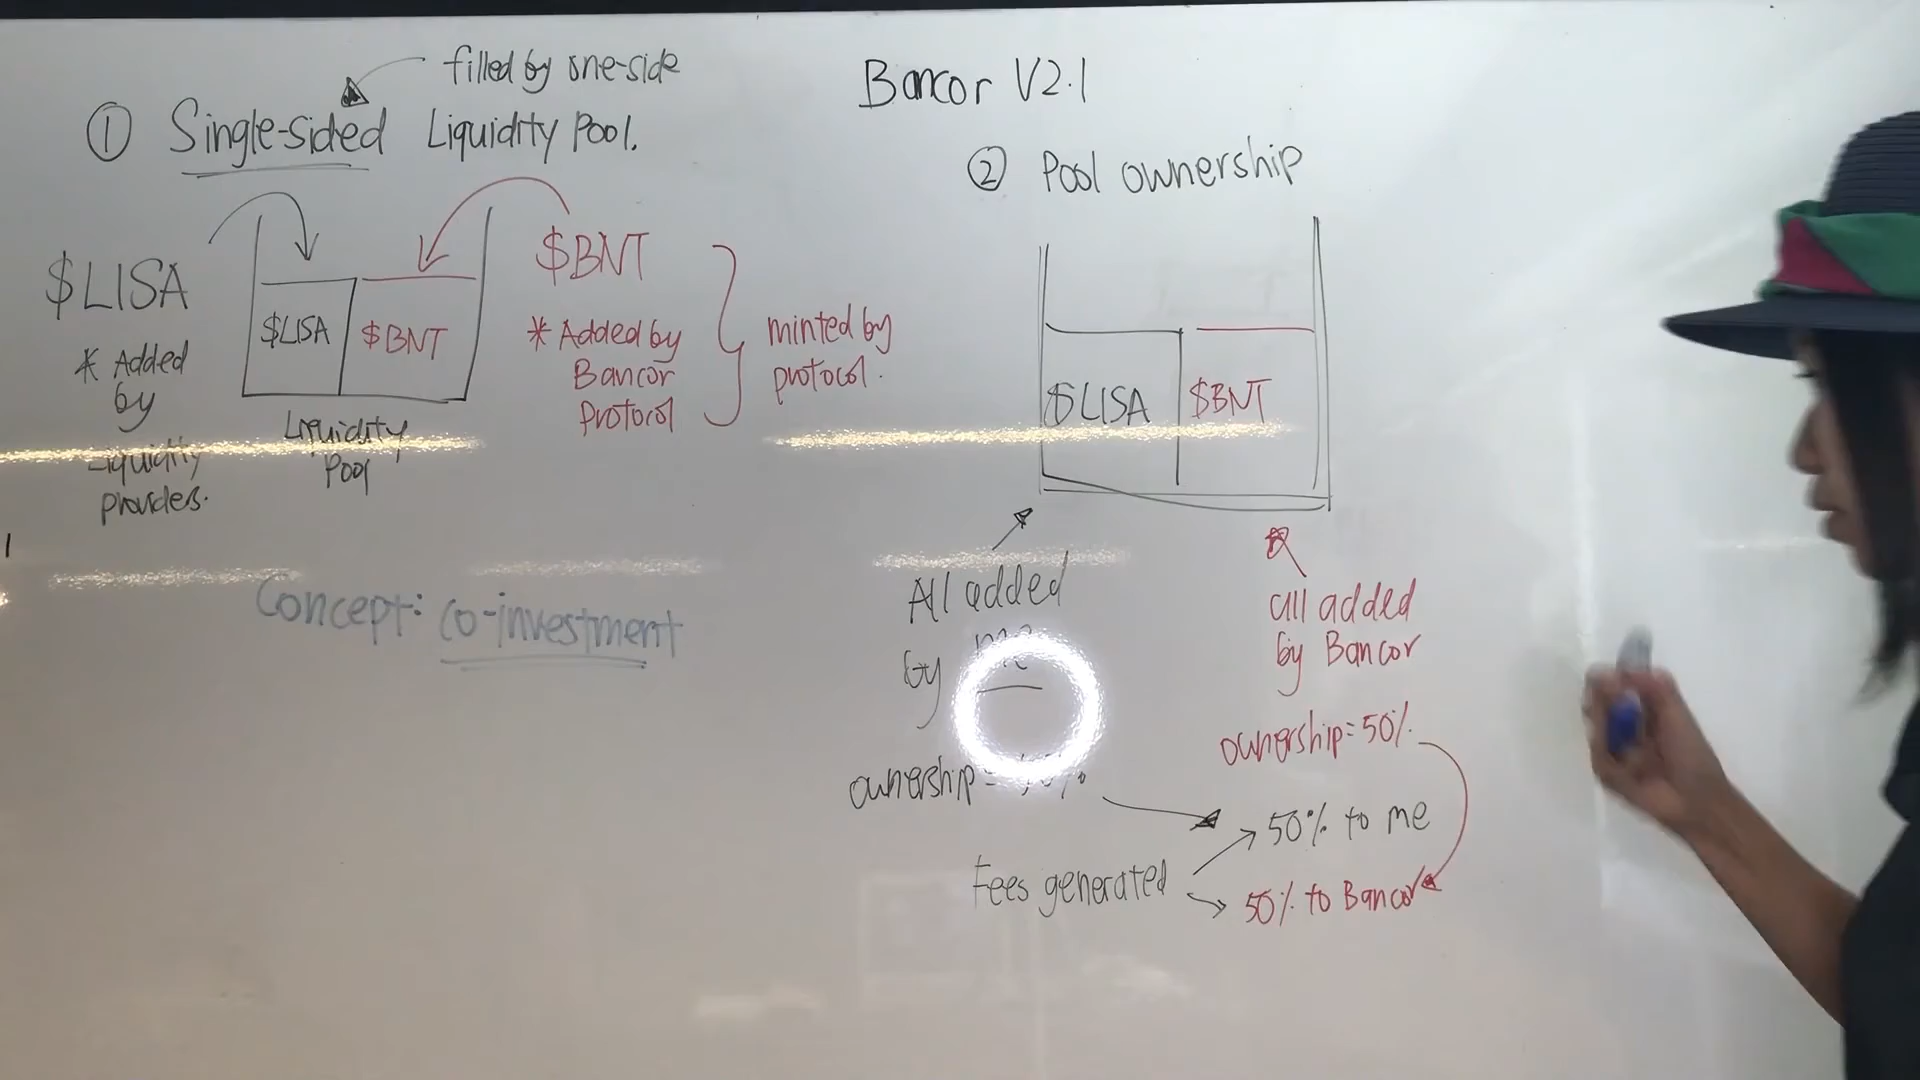 Bancor V2.1
filled by one-side
① Single-sided Liquidity Pool.
$LISA
* Added
by
Liquidity
providers.
$LISA
$BNT
Liquidity
Pool
$BNT
* Added by
Bancor
Protocol
minted by
protocol.
Concept: co-investment
② Pool ownership
$LISA
$BNT
All added
by me
ownership =
all added
by Bancor
ownership = 50%
Fees generated
50% to me
50% to Bancor